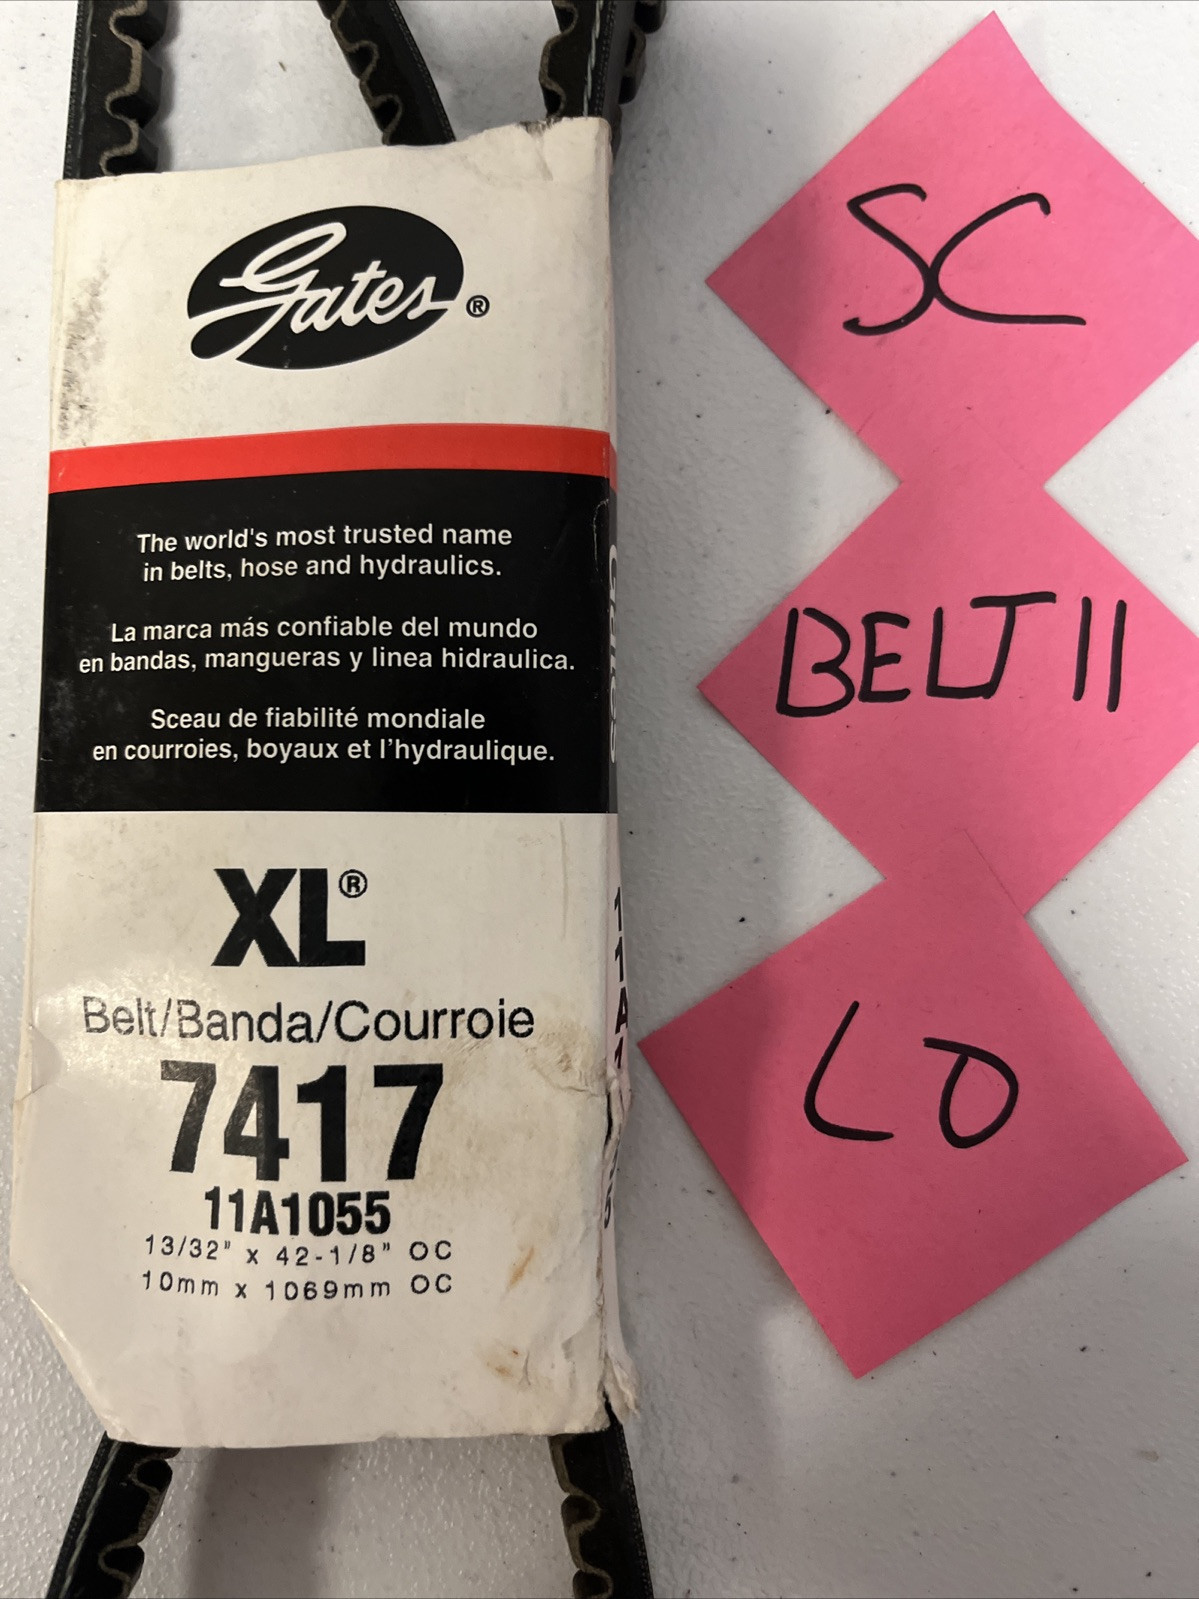 Gates®
The world's most trusted name
in belts, hose and hydraulics.
La marca más confiable del mundo
en bandas, mangueras y linea hidraulica.
Sceau de fiabilité mondiale
en courroies, boyaux et l'hydraulique.
XL®
Belt/Banda/Courroie
7417
11A1055
13/32" x 42-1/8" OC
10mm x 1069mm OC
SC
BELT 11
LO